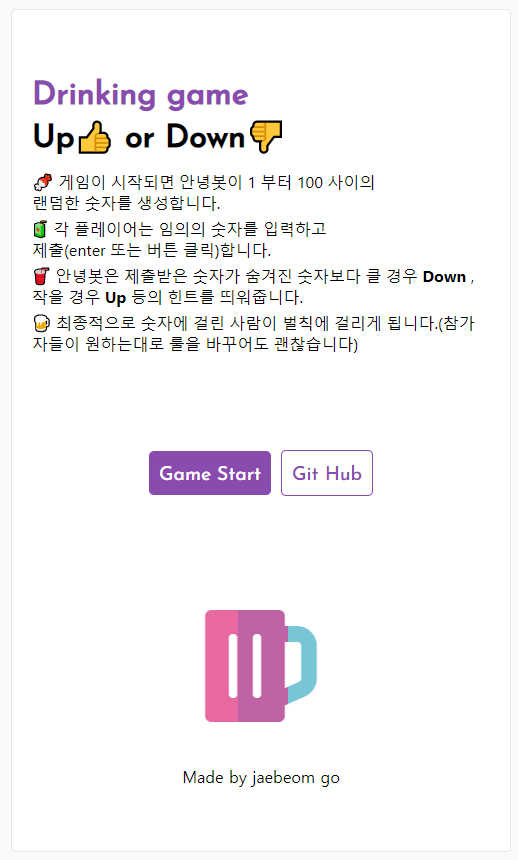 Drinking game
Up👍 or Down👎
🍖 게임이 시작되면 안녕봇이 1 부터 100 사이의
랜덤한 숫자를 생성합니다.
🧃 각 플레이어는 임의의 숫자를 입력하고
제출(enter 또는 버튼 클릭)합니다.
🥤 안녕봇은 제출받은 숫자가 숨겨진 숫자보다 클 경우 Down ,
작을 경우 Up 등의 힌트를 띄워줍니다.
🍺 최종적으로 숫자에 걸린 사람이 벌칙에 걸리게 됩니다.(참가
자들이 원하는대로 룰을 바꾸어도 괜찮습니다)
Game Start
Git Hub
Made by jaebeom go